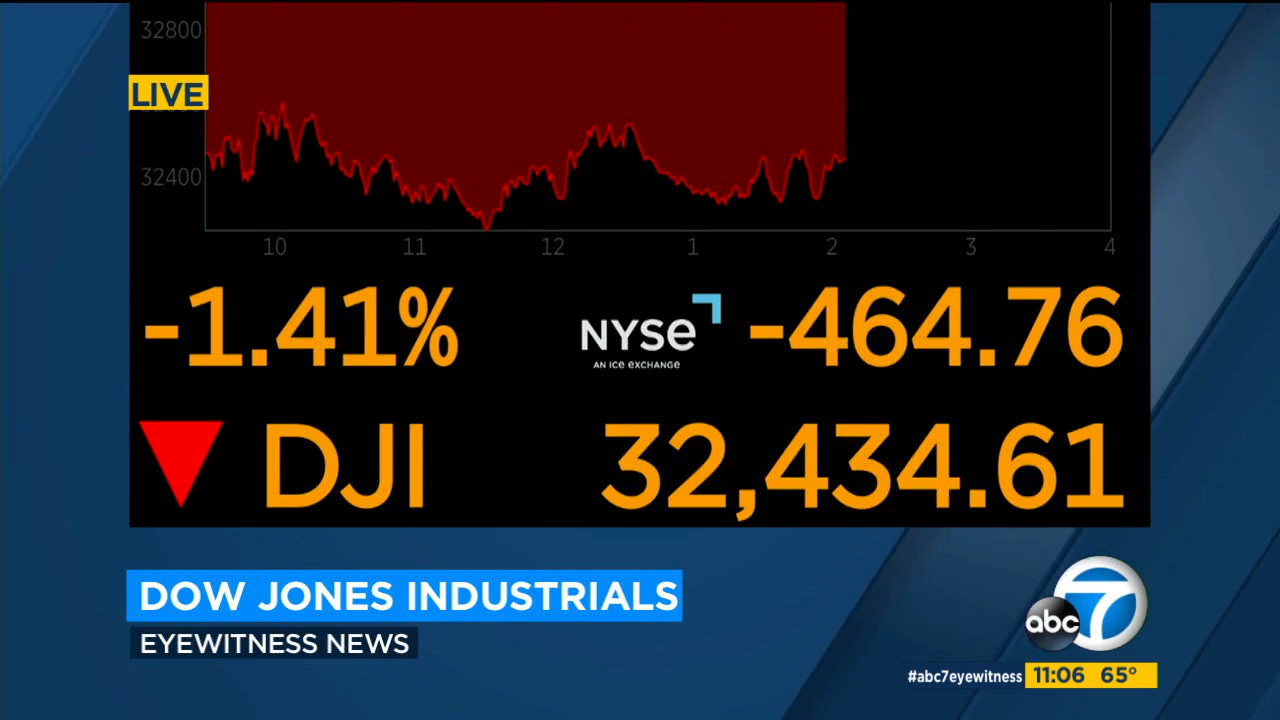 32800
LIVE
32400
10 11 12 1 2 3 4
-1.41% NYSE -464.76
AN ICE EXCHANGE
DJI 32,434.61
DOW JONES INDUSTRIALS
EYEWITNESS NEWS
abc 7
#abc7eyewitness 11:06 65°